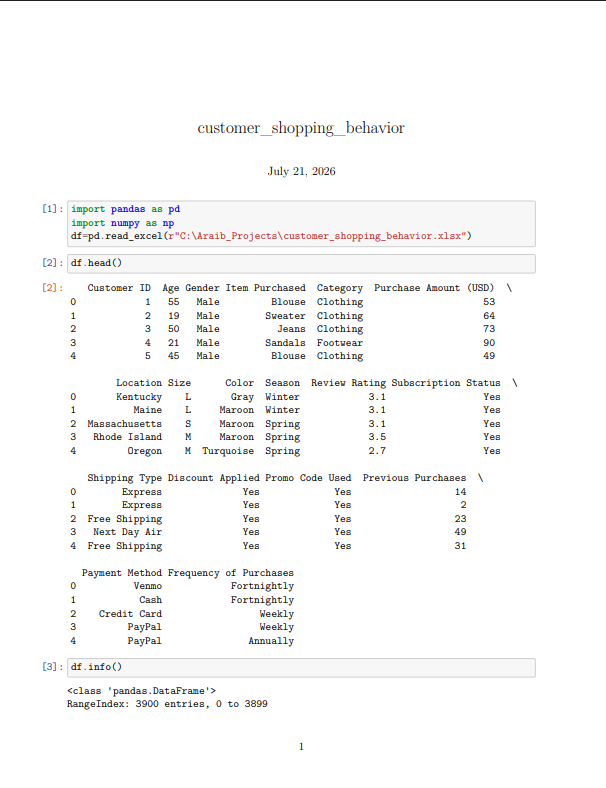 customer_shopping_behavior
July 21, 2026
[1]: import pandas as pd
import numpy as np
df=pd.read_excel(r"C:\Araib_Projects\customer_shopping_behavior.xlsx")
[2]: df.head()
[2]:    Customer ID  Age Gender Item Purchased  Category  Purchase Amount (USD)  \
0            1   55   Male         Blouse  Clothing                     53
1            2   19   Male        Sweater  Clothing                     64
2            3   50   Male          Jeans  Clothing                     73
3            4   21   Male        Sandals  Footwear                     90
4            5   45   Male         Blouse  Clothing                     49
        Location Size      Color  Season  Review Rating Subscription Status  \
0       Kentucky    L       Gray  Winter            3.1                 Yes
1          Maine    L     Maroon  Winter            3.1                 Yes
2  Massachusetts    S     Maroon  Spring            3.1                 Yes
3   Rhode Island    M     Maroon  Spring            3.5                 Yes
4         Oregon    M  Turquoise  Spring            2.7                 Yes
   Shipping Type Discount Applied Promo Code Used  Previous Purchases  \
0        Express              Yes             Yes                  14
1        Express              Yes             Yes                   2
2  Free Shipping              Yes             Yes                  23
3   Next Day Air              Yes             Yes                  49
4  Free Shipping              Yes             Yes                  31
  Payment Method Frequency of Purchases
0          Venmo            Fortnightly
1           Cash            Fortnightly
2    Credit Card                 Weekly
3         PayPal                 Weekly
4         PayPal               Annually
[3]: df.info()
<class 'pandas.DataFrame'>
RangeIndex: 3900 entries, 0 to 3899
1